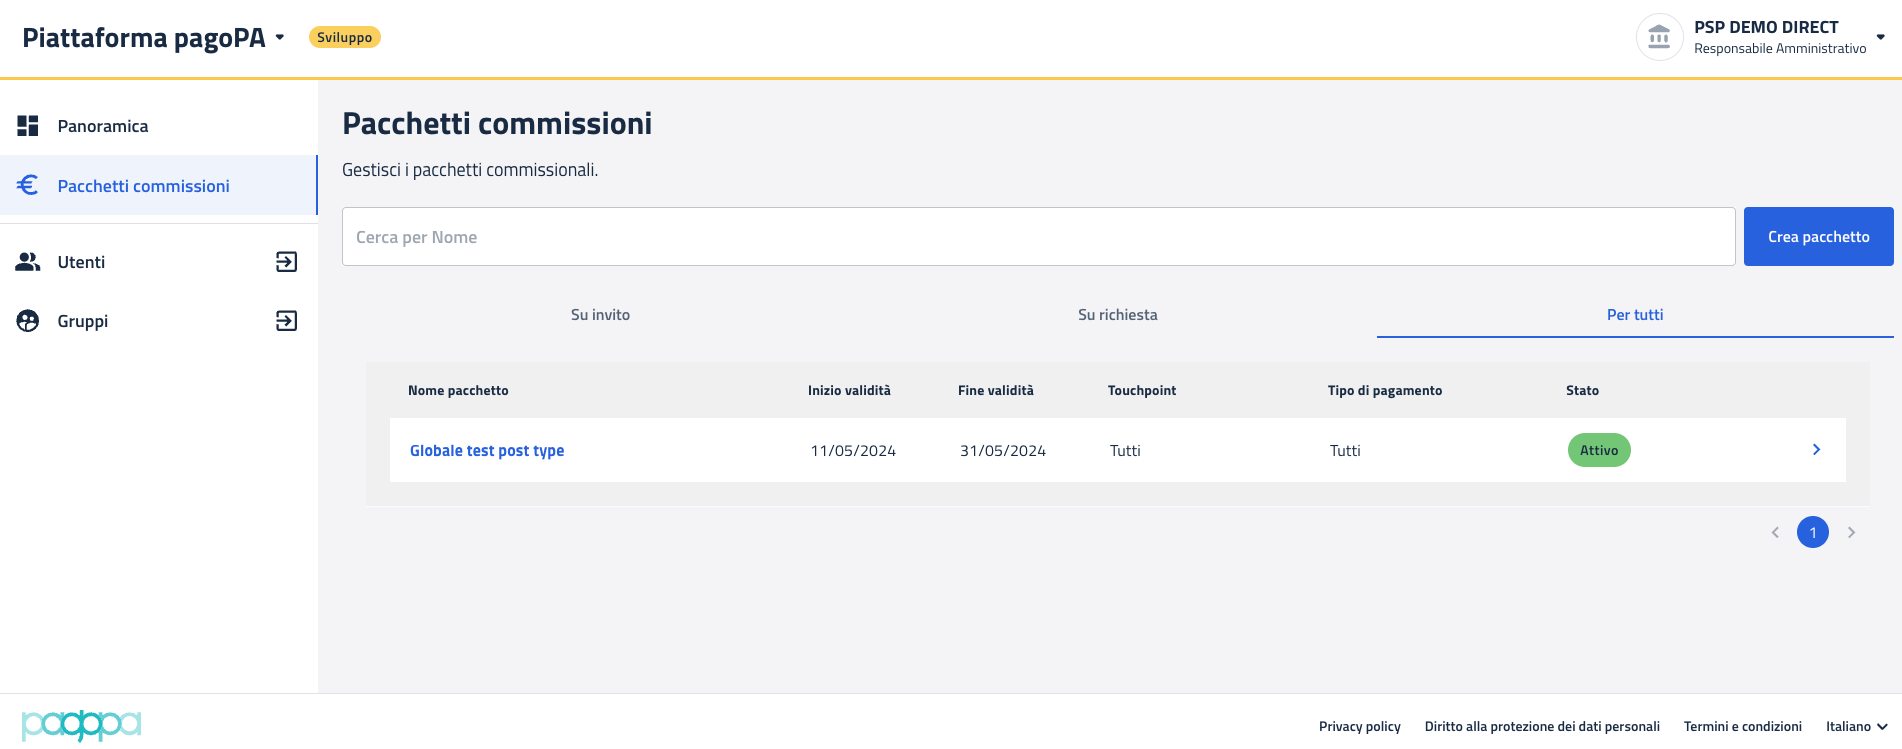 Piattaforma pagoPA
Sviluppo
PSP DEMO DIRECT
Responsabile Amministrativo
Panoramica
Pacchetti commissioni
Utenti
Gruppi
Pacchetti commissioni
Gestisci i pacchetti commissionali.
Cerca per Nome
Crea pacchetto
Su invito
Su richiesta
Per tutti
Nome pacchetto Inizio validità Fine validità Touchpoint Tipo di pagamento Stato
Globale test post type 11/05/2024 31/05/2024 Tutti Tutti Attivo
1
pagopa
Privacy policy Diritto alla protezione dei dati personali Termini e condizioni Italiano